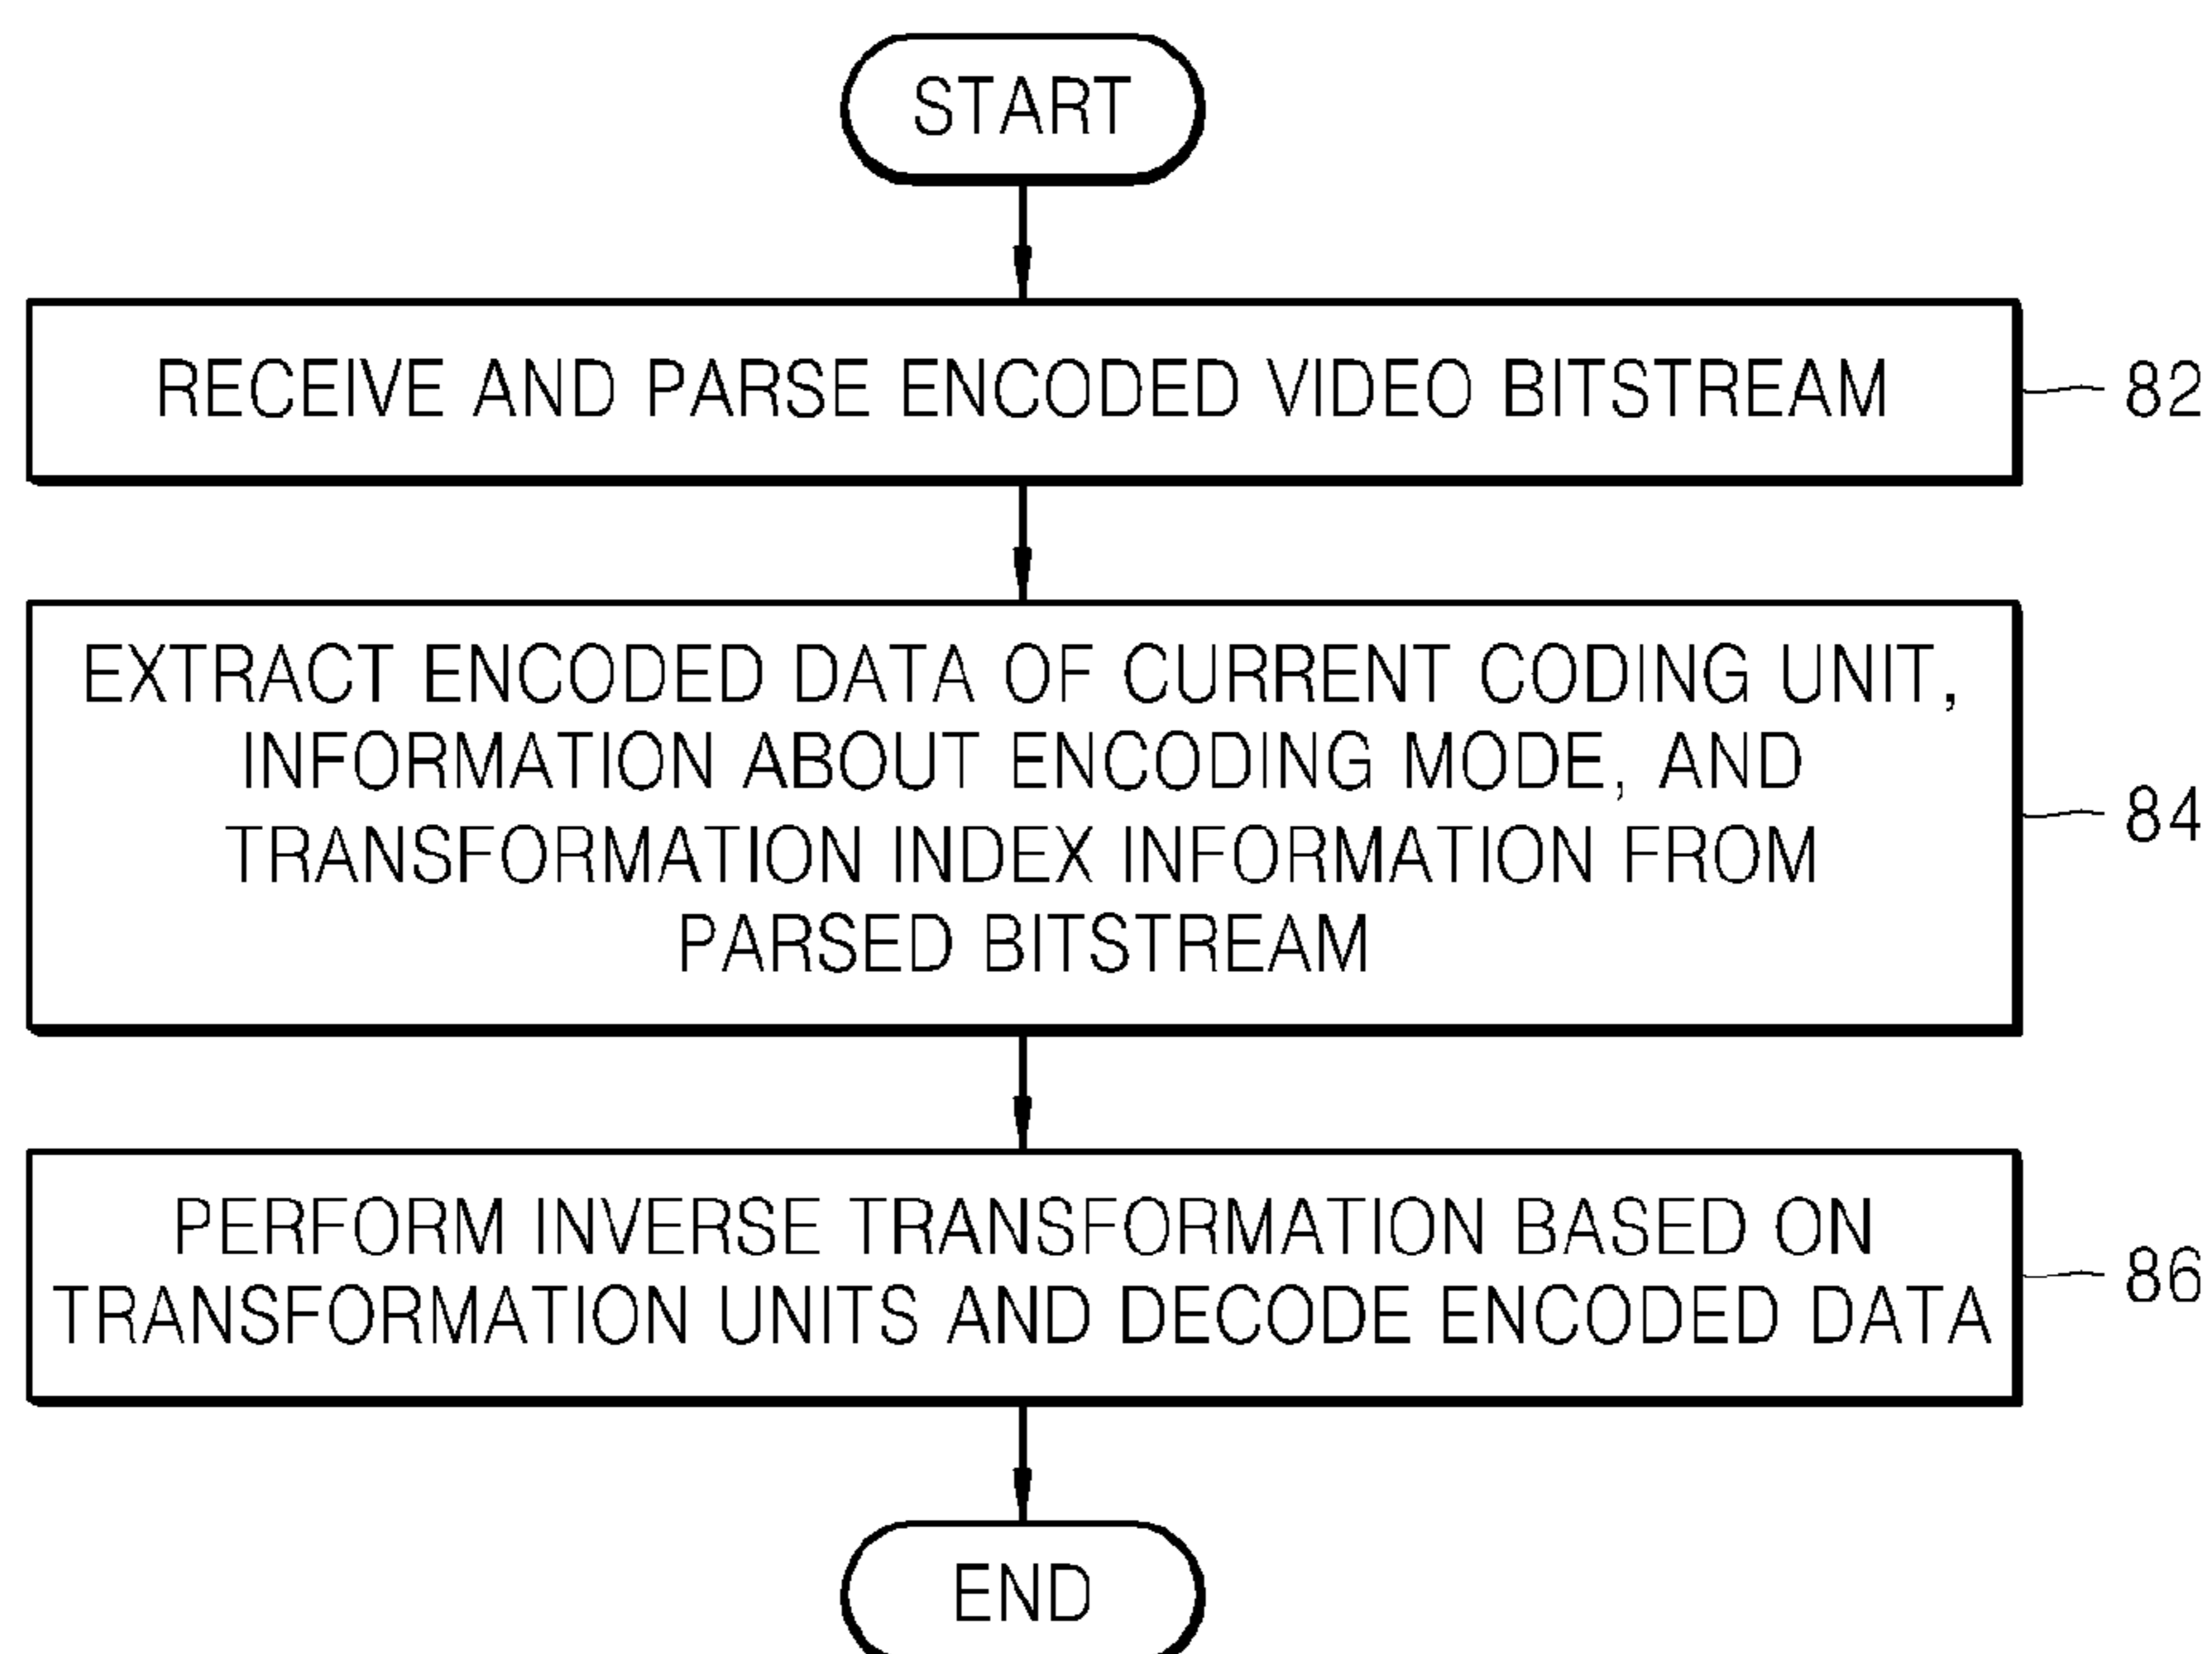 START
RECEIVE AND PARSE ENCODED VIDEO BITSTREAM
82
EXTRACT ENCODED DATA OF CURRENT CODING UNIT,
INFORMATION ABOUT ENCODING MODE, AND
TRANSFORMATION INDEX INFORMATION FROM
PARSED BITSTREAM
84
PERFORM INVERSE TRANSFORMATION BASED ON
TRANSFORMATION UNITS AND DECODE ENCODED DATA
86
END